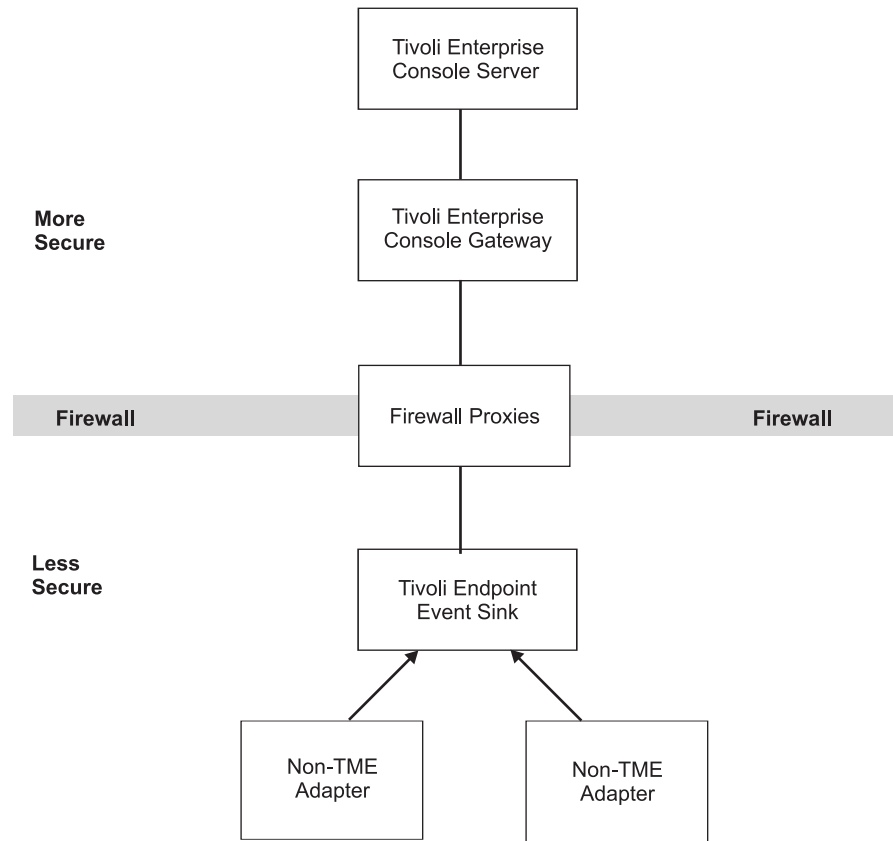 Tivoli Enterprise
Console Server
More
Secure
Tivoli Enterprise
Console Gateway
Firewall
Firewall Proxies
Firewall
Less
Secure
Tivoli Endpoint
Event Sink
Non-TME
Adapter
Non-TME
Adapter